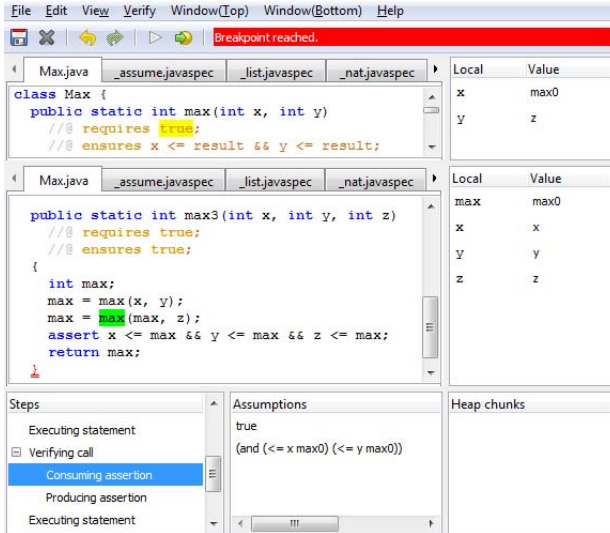 File Edit View Verify Window(Top) Window(Bottom) Help
Breakpoint reached.
Max.java _assume.javaspec _list.javaspec _nat.javaspec
class Max {
public static int max(int x, int y)
//@ requires true;
//@ ensures x <= result && y <= result;
Local Value
x max0
y z
Max.java _assume.javaspec _list.javaspec _nat.javaspec
public static int max3(int x, int y, int z)
//@ requires true;
//@ ensures true;
{
int max;
max = max(x, y);
max = max(max, z);
assert x <= max && y <= max && z <= max;
return max;
}
Local Value
max max0
x x
y y
z z
Steps
Executing statement
Verifying call
Consuming assertion
Producing assertion
Executing statement
Assumptions
true
(and (<= x max0) (<= y max0))
Heap chunks